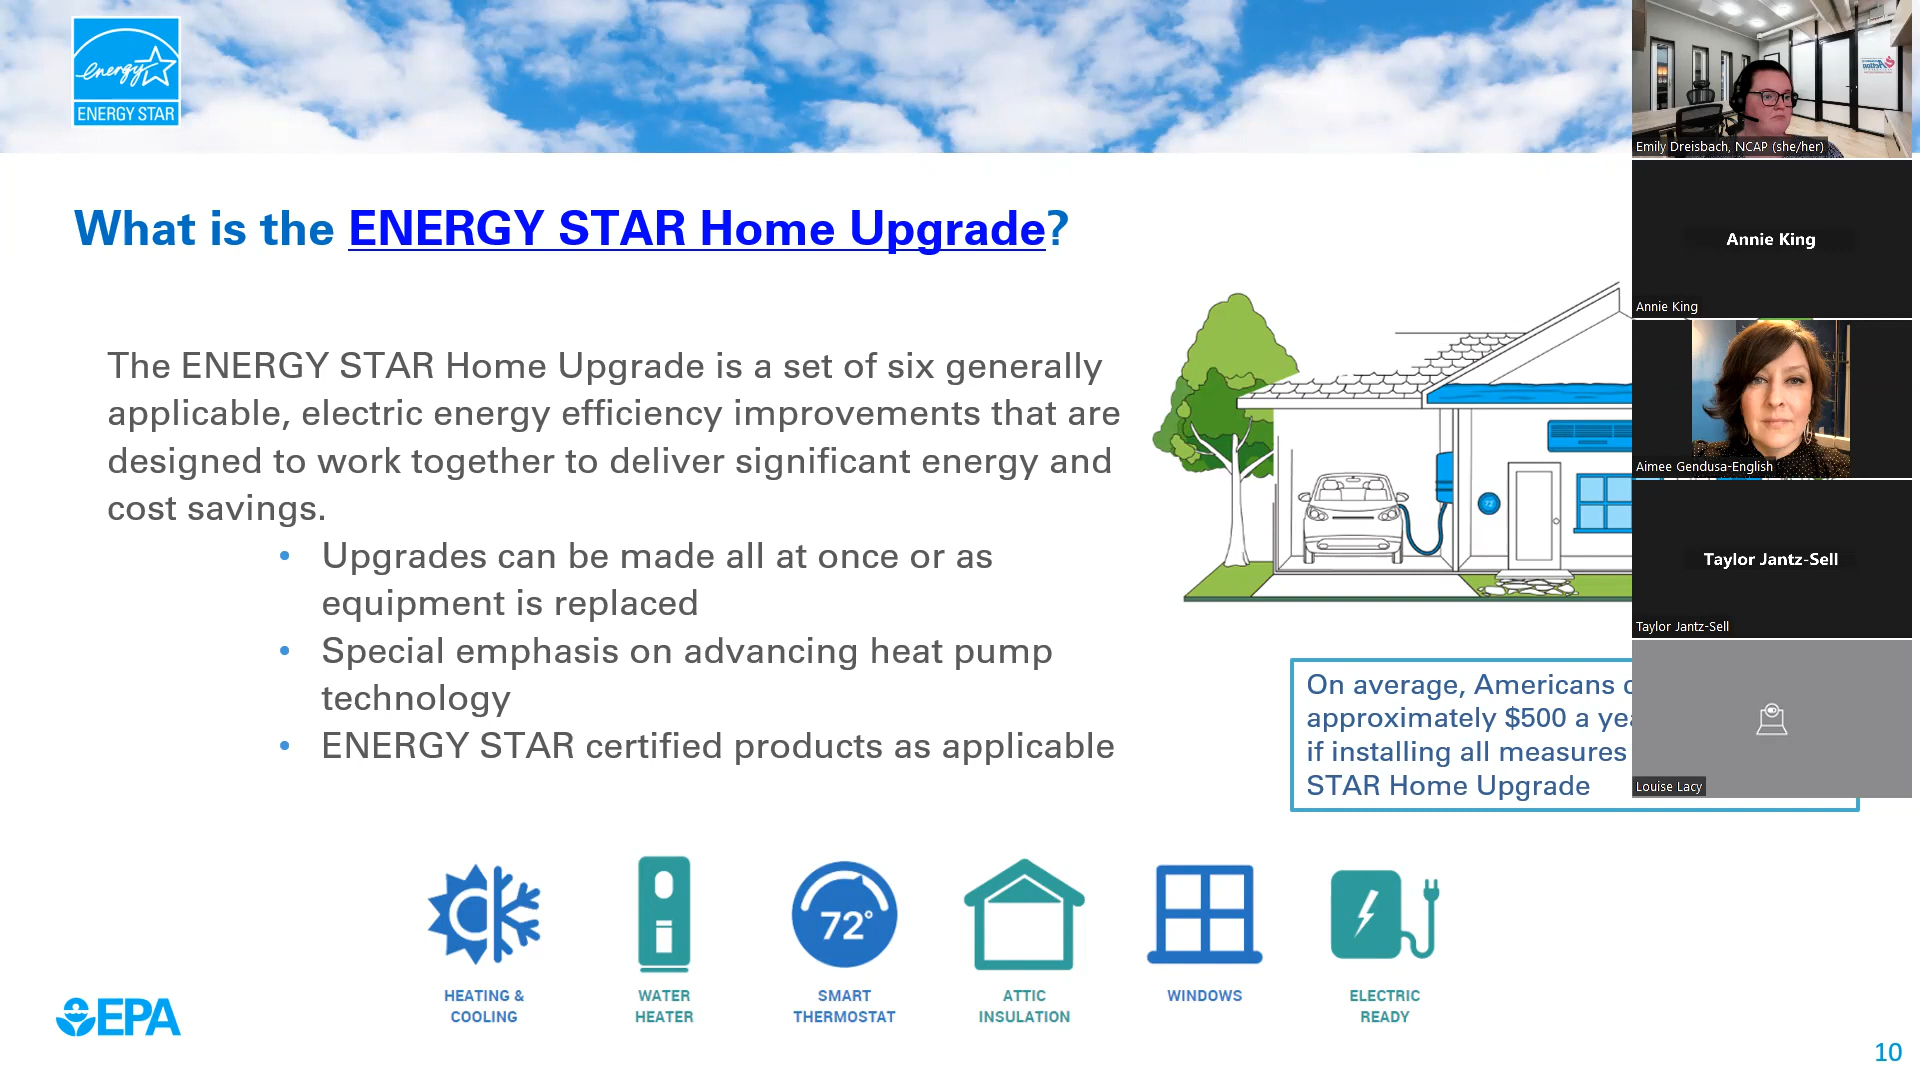 energy
ENERGY STAR
What is the ENERGY STAR Home Upgrade?
The ENERGY STAR Home Upgrade is a set of six generally
applicable, electric energy efficiency improvements that are
designed to work together to deliver significant energy and
cost savings.
• Upgrades can be made all at once or as
equipment is replaced
• Special emphasis on advancing heat pump
technology
• ENERGY STAR certified products as applicable
72°
On average, Americans
approximately $500 a
if installing all measures
STAR Home Upgrade
72°
HEATING &
COOLING
WATER
HEATER
SMART
THERMOSTAT
ATTIC
INSULATION
WINDOWS
ELECTRIC
READY
EPA
10
Emily Dreisbach, NCAP (she/her)
Annie King
Annie King
Aimee Gendusa-English
Taylor Jantz-Sell
Taylor Jantz-Sell
Louise Lacy